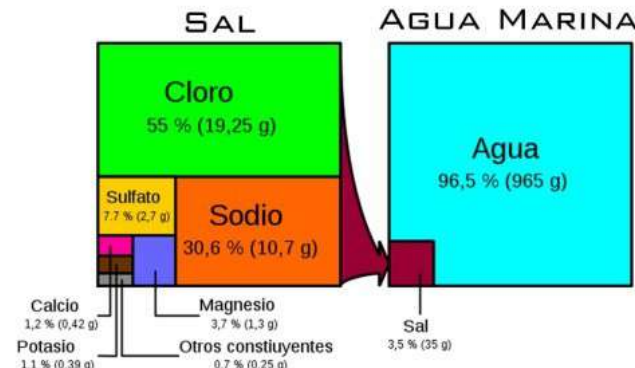 SAL
AGUA MARINA
Cloro
55 % (19,25 g)
Agua
96,5 % (965 g)
Sulfato
7.7 % (2,7 g)
Sodio
30,6 % (10,7 g)
Calcio
1,2 % (0,42 g)
Magnesio
3,7 % (1,3 g)
Sal
3,5 % (35 g)
Potasio
1.1 % (0.39 g)
Otros constiuyentes
0.7 % (0.25 g)